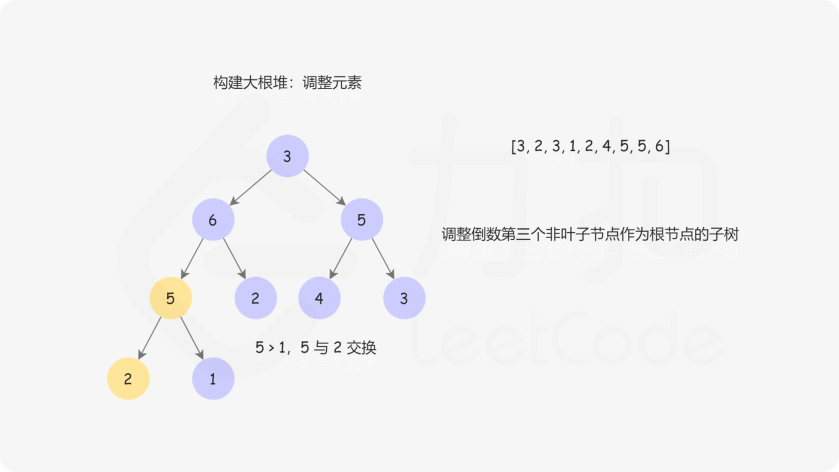 构建大根堆：调整元素
[3, 2, 3, 1, 2, 4, 5, 5, 6]
3
6
5
调整倒数第三个非叶子节点作为根节点的子树
5
2
4
3
5 > 1，5 与 2 交换
2
1
力扣
LeetCode